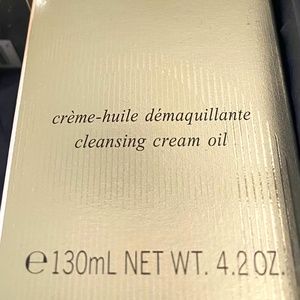 crème-huile démaquillante
cleansing cream oil
℮130mL NET WT. 4.2 OZ.